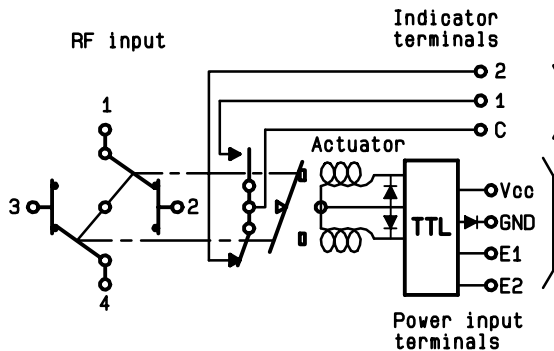 RF input
Indicator
terminals
2
1
C
1
3
2
4
Actuator
TTL
Vcc
GND
E1
E2
Power input
terminals